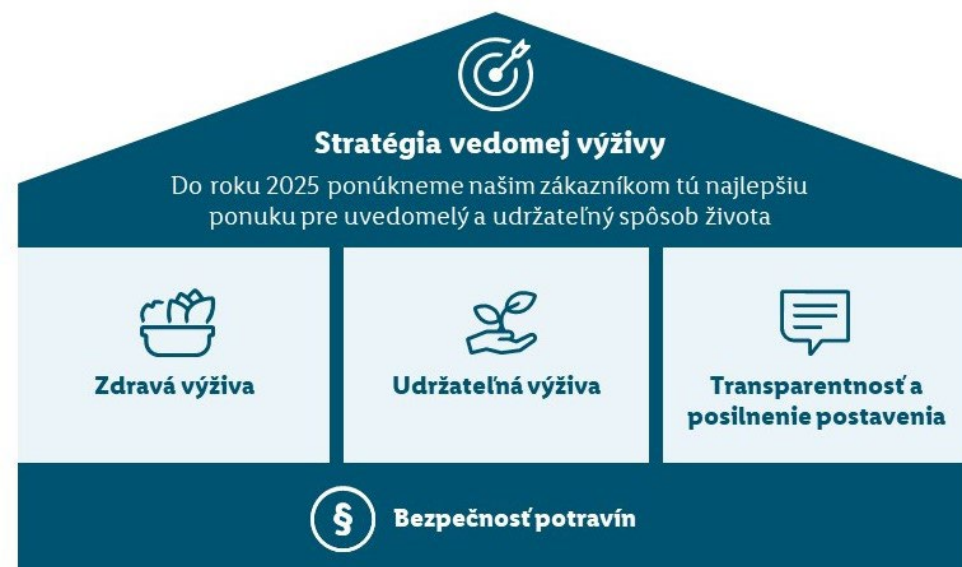 Stratégia vedomej výživy
Do roku 2025 ponúkneme našim zákazníkom tú najlepšiu
ponuku pre uvedomelý a udržateľný spôsob života
Zdravá výživa
Udržateľná výživa
Transparentnosť a
posilnenie postavenia
§ Bezpečnosť potravín